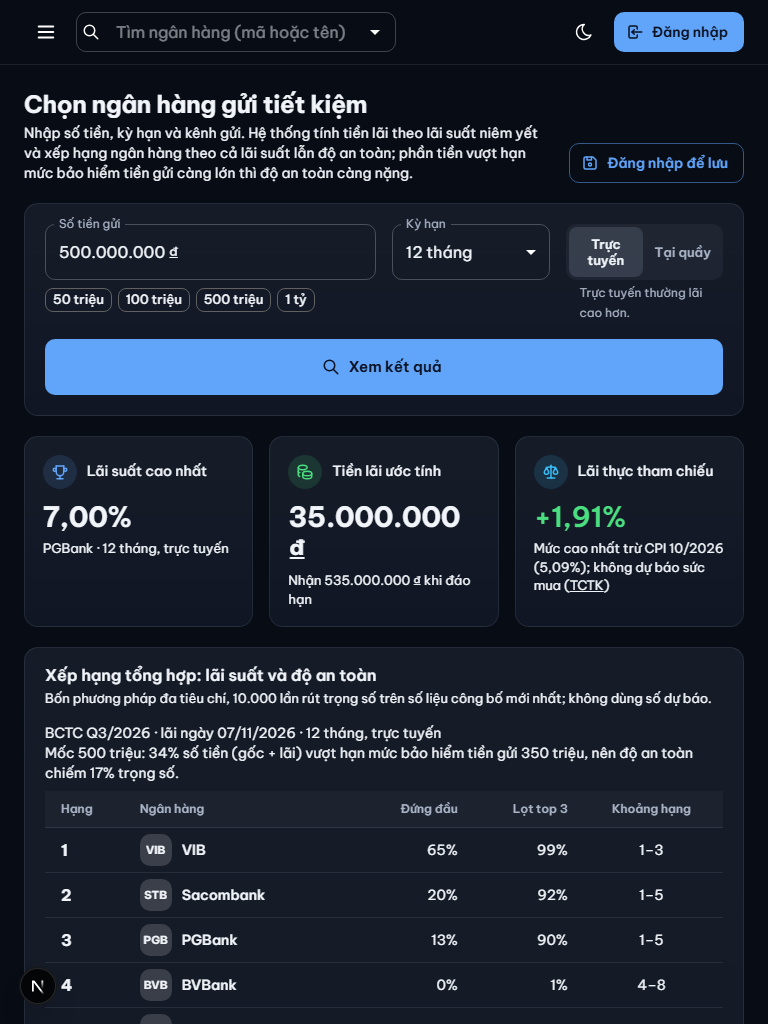 Tìm ngân hàng (mã hoặc tên)
Đăng nhập
Chọn ngân hàng gửi tiết kiệm
Nhập số tiền, kỳ hạn và kênh gửi. Hệ thống tính tiền lãi theo lãi suất niêm yết
và xếp hạng ngân hàng theo cả lãi suất lẫn độ an toàn; phần tiền vượt hạn
mức bảo hiểm tiền gửi càng lớn thì độ an toàn càng nặng.
Đăng nhập để lưu
Số tiền gửi
500.000.000 ₫
Kỳ hạn
12 tháng
Trực
tuyến
Tại quầy
50 triệu
100 triệu
500 triệu
1 tỷ
Trực tuyến thường lãi
cao hơn.
Xem kết quả
Lãi suất cao nhất
7,00%
PGBank · 12 tháng, trực tuyến
Tiền lãi ước tính
35.000.000
₫
Nhận 535.000.000 ₫ khi đáo
hạn
Lãi thực tham chiếu
+1,91%
Mức cao nhất trừ CPI 10/2026
(5,09%); không dự báo sức
mua (TCTK)
Xếp hạng tổng hợp: lãi suất và độ an toàn
Bốn phương pháp đa tiêu chí, 10.000 lần rút trọng số trên số liệu công bố mới nhất; không dùng số dự báo.
BCTC Q3/2026 · lãi ngày 07/11/2026 · 12 tháng, trực tuyến
Mốc 500 triệu: 34% số tiền (gốc + lãi) vượt hạn mức bảo hiểm tiền gửi 350 triệu, nên độ an toàn
chiếm 17% trọng số.
Hạng Ngân hàng Đứng đầu Lọt top 3 Khoảng hạng
1 VIB VIB 65% 99% 1–3
2 STB Sacombank 20% 92% 1–5
3 PGB PGBank 13% 90% 1–5
4 BVB BVBank 0% 1% 4–8
N